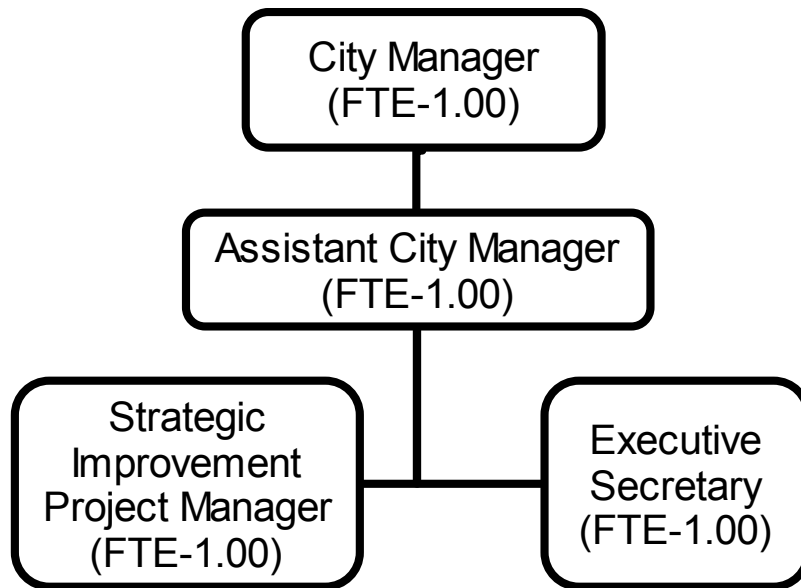 City Manager
(FTE-1.00)
Assistant City Manager
(FTE-1.00)
Strategic
Improvement
Project Manager
(FTE-1.00)
Executive
Secretary
(FTE-1.00)